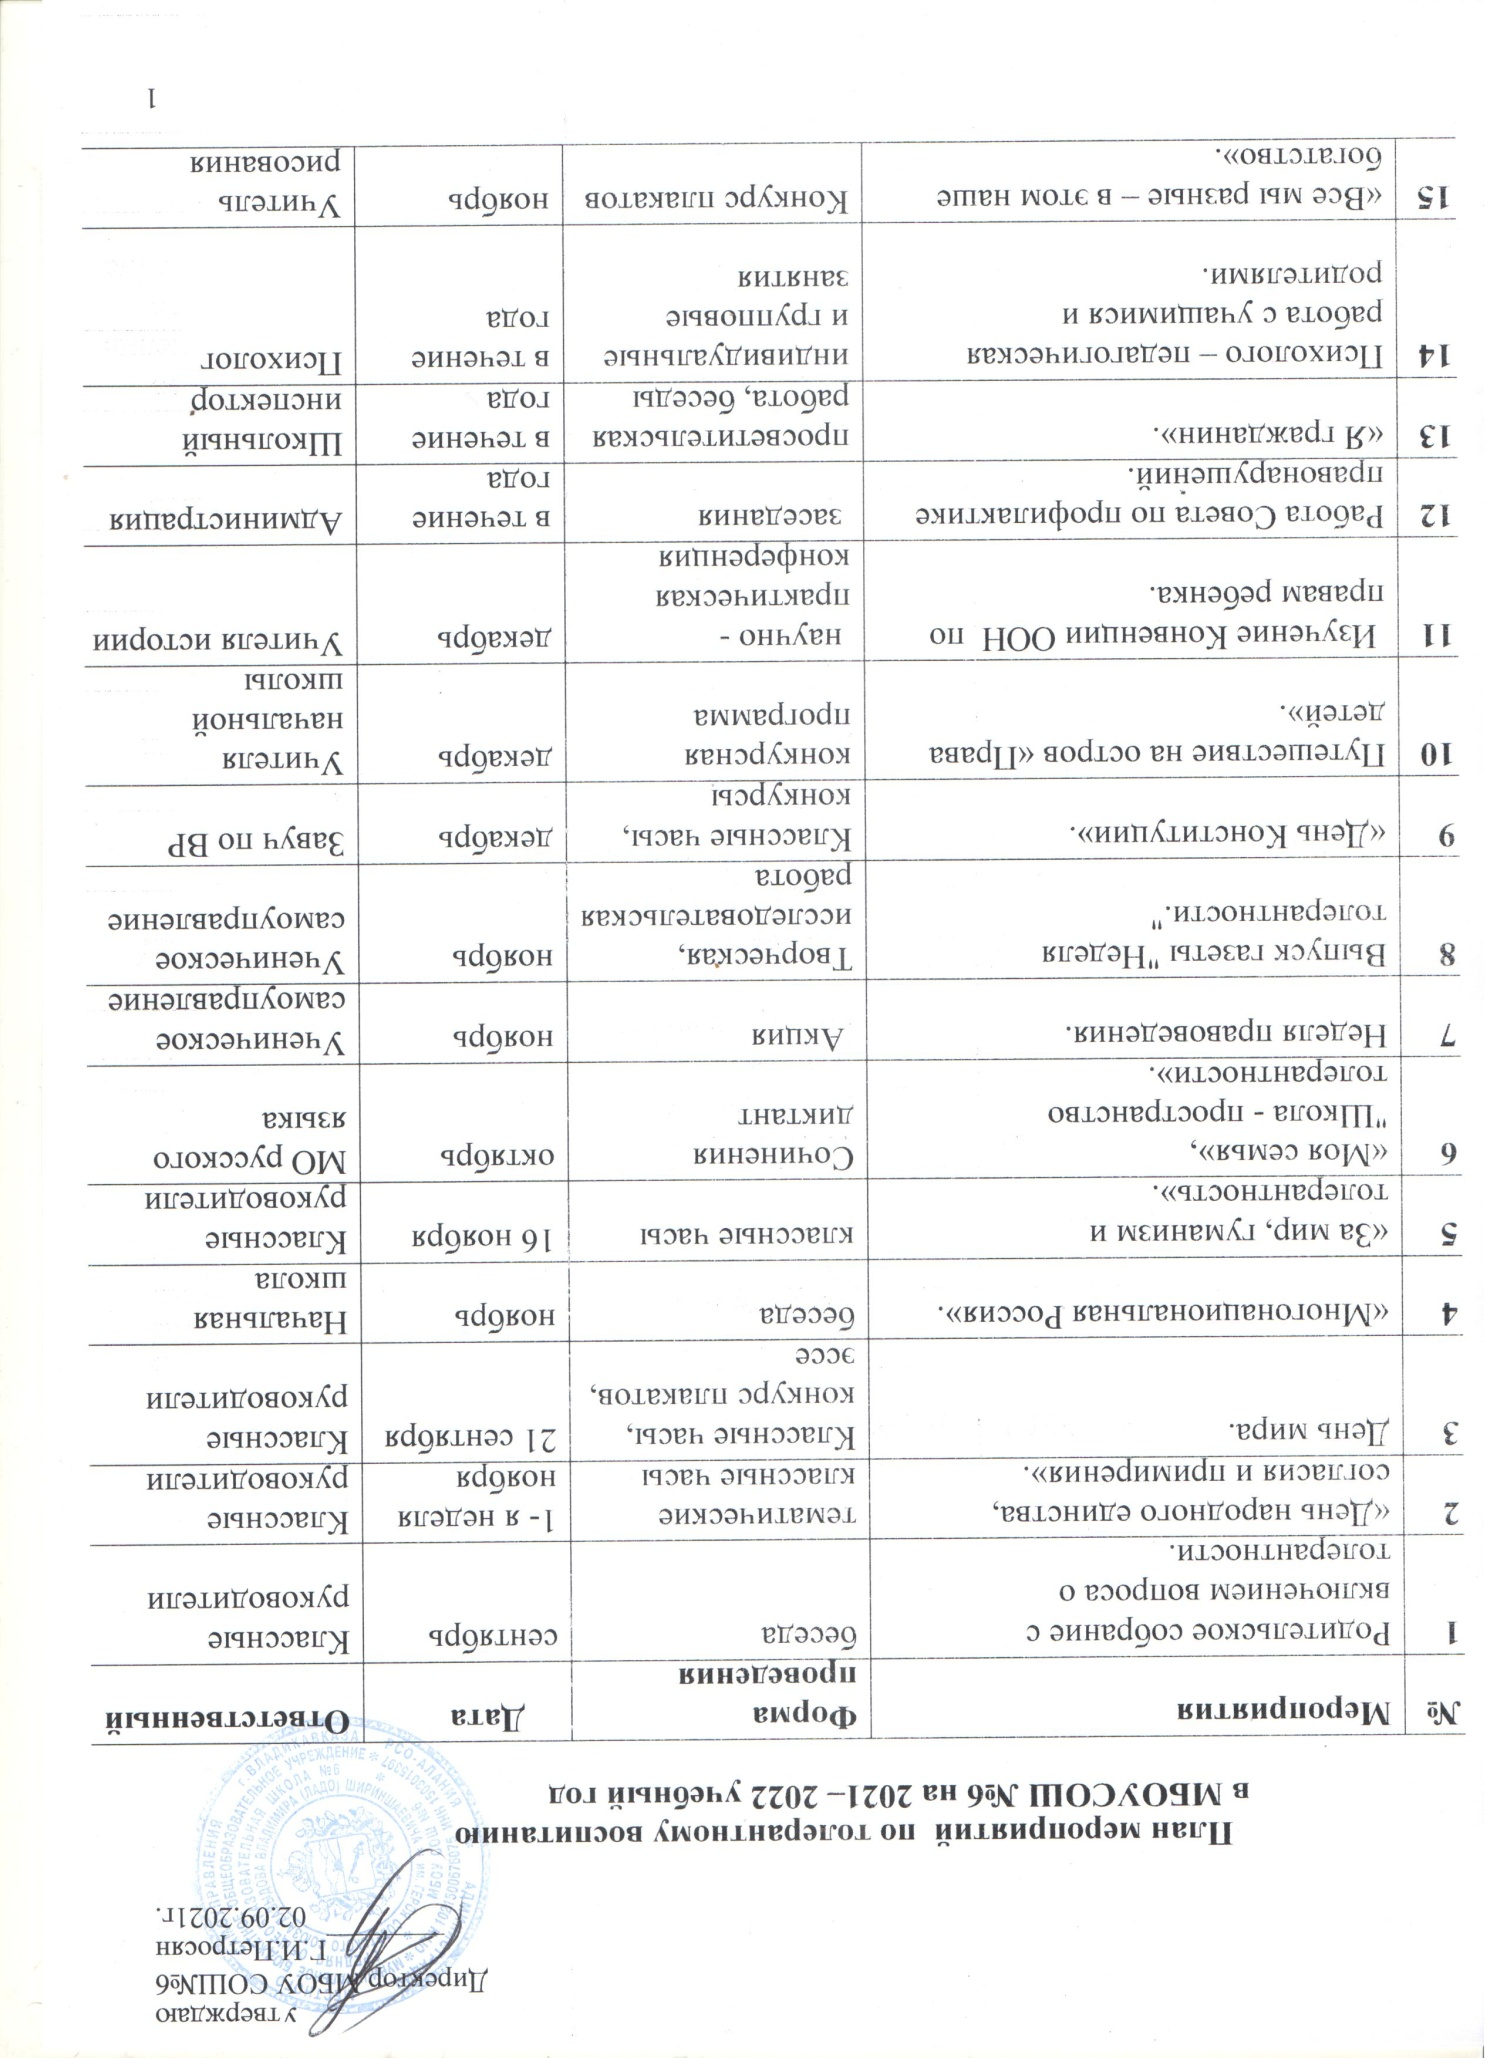 утверждаю
Директор МБОУ СОШ№6
Г.И.Петросян
02.09.2021г.
План мероприятий по толерантному воспитанию
в МБОУСОШ №6 на 2021– 2022 учебный год
№ Мероприятия Форма проведения Дата Ответственный
1 Родительское собрание с включением вопроса о толерантности. беседа сентябрь Классные руководители
2 «День народного единства, согласия и примирения». тематические классные часы 1- я неделя ноября Классные руководители
3 День мира. Классные часы, конкурс плакатов, эссе 21 сентября Классные руководители
4 «Многонациональная Россия». беседа ноябрь Начальная школа
5 «За мир, гуманизм и толерантность». классные часы 16 ноября Классные руководители
6 «Моя семья», "Школа - пространство толерантности». Сочинения диктант октябрь МО русского языка
7 Неделя правоведения. Акция ноябрь Ученическое самоуправление
8 Выпуск газеты "Неделя толерантности." Творческая, исследовательская работа ноябрь Ученическое самоуправление
9 «День Конституции». Классные часы, конкурсы декабрь Завуч по ВР
10 Путешествие на остров «Права детей». конкурсная программа декабрь Учителя начальной школы
11 Изучение Конвенции ООН по правам ребенка. научно - практическая конференция декабрь Учителя истории
12 Работа Совета по профилактике правонарушений. заседания в течение года Администрация
13 «Я гражданин». просветительская работа, беседы в течение года Школьный инспектор
14 Психолого – педагогическая работа с учащимися и родителями. индивидуальные и групповые занятия в течение года Психолог
15 «Все мы разные – в этом наше богатство». Конкурс плакатов ноябрь Учитель рисования
1